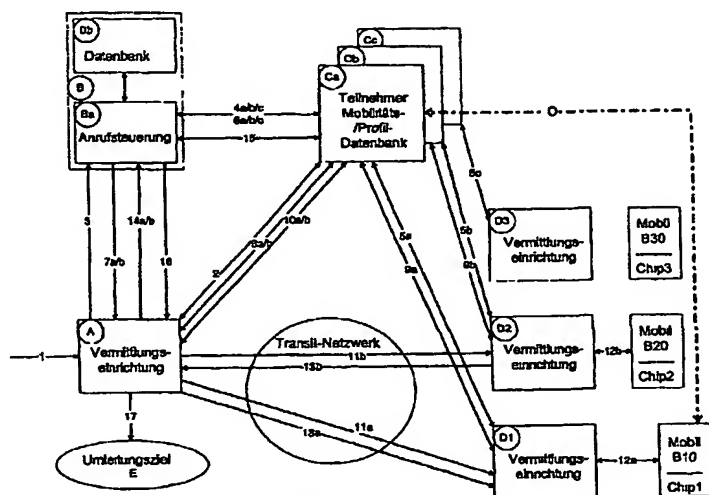 Db
Datenbank
B
Ba
Anrufsteuerung
Cc
Cb
Ca
Teilnehmer
Mobilitäts-
/Profil-
Datenbank
4a/b/c
6a/b/c
15
3
7a/b
14a/b
16
2
8a/b
10a/b
5a
9a
5b
9b
5c
D3
Vermittlungs-
einrichtung
Mobil
B30
Chip3
A
Vermittlungs-
einrichtung
1
Transit-Netzwerk
11b
13b
D2
Vermittlungs-
einrichtung
12b
Mobil
B20
Chip2
17
11a
13a
Umleitungsziel
E
D1
Vermittlungs-
einrichtung
12a
Mobil
B10
Chip1